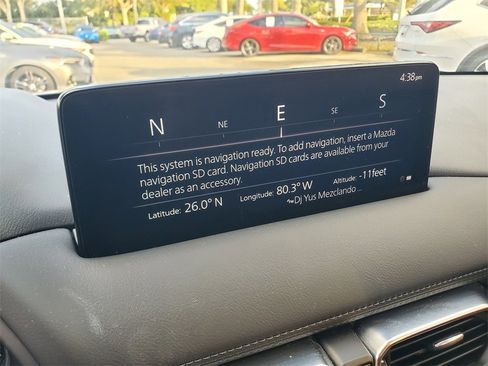 4:38pm
N NE E SE S
This system is navigation ready. To add navigation, insert a Mazda
navigation SD card. Navigation SD cards are available from your
dealer as an accessory.
Latitude: 26.0° N Longitude: 80.3° W Altitude: -11feet
Dj Yus Mezclando ...